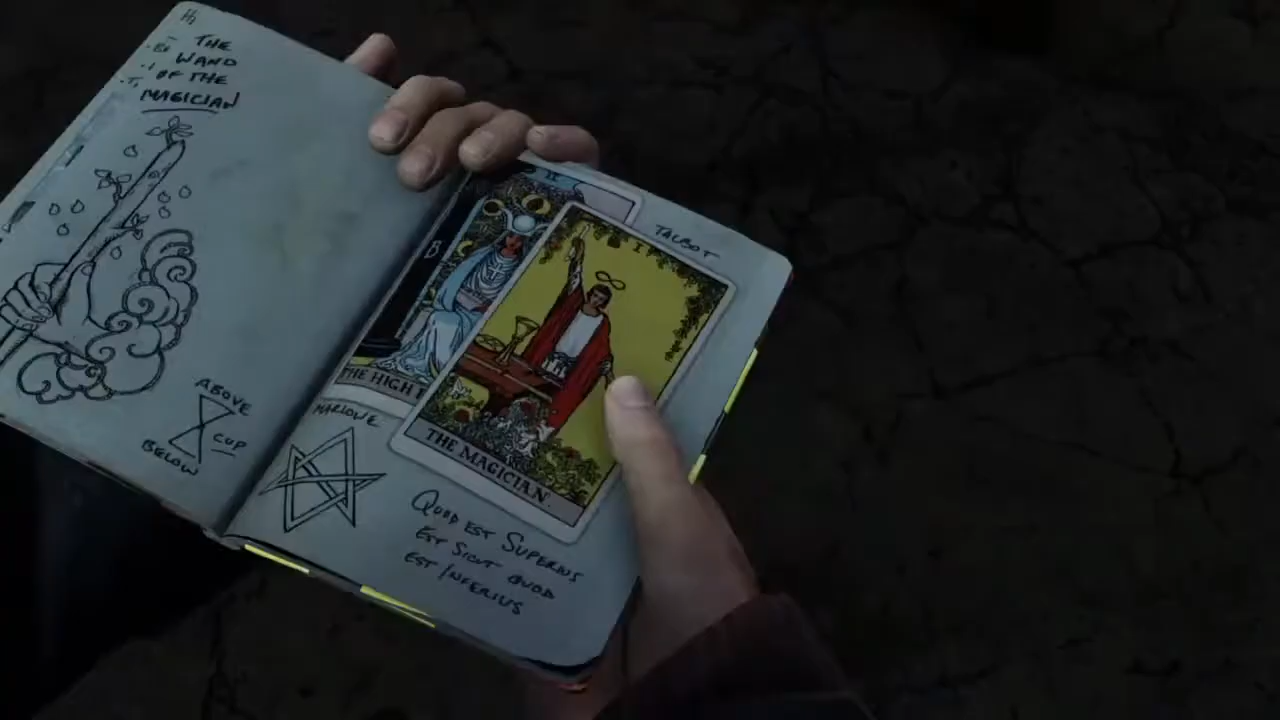 THE
WAND
OF THE
MAGICIAN
ABOVE
CUP
BELOW
TALBOT
II
B
THE HIGH
I
THE MAGICIAN.
MARLOWE
QUOD EST SUPERIUS
EST SICUT QUOD
EST INFERIUS